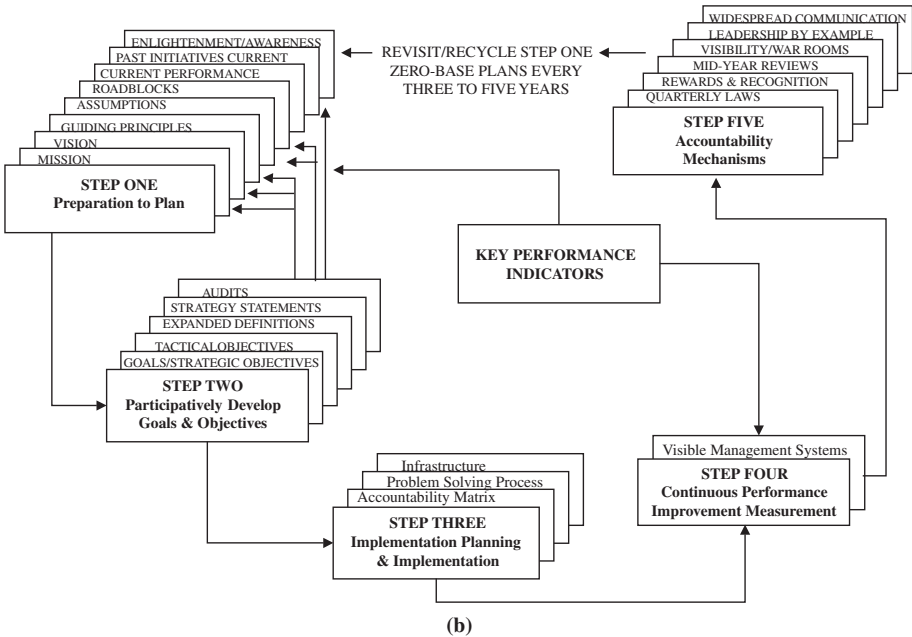 ENLIGHTENMENT/AWARENESS
PAST INITIATIVES CURRENT
CURRENT PERFORMANCE
ROADBLOCKS
ASSUMPTIONS
GUIDING PRINCIPLES
VISION
MISSION
STEP ONE
Preparation to Plan
REVISIT/RECYCLE STEP ONE
ZERO-BASE PLANS EVERY
THREE TO FIVE YEARS
WIDESPREAD COMMUNICATION
LEADERSHIP BY EXAMPLE
VISIBILITY/WAR ROOMS
MID-YEAR REVIEWS
REWARDS & RECOGNITION
QUARTERLY LAWS
STEP FIVE
Accountability
Mechanisms
KEY PERFORMANCE
INDICATORS
AUDITS
STRATEGY STATEMENTS
EXPANDED DEFINITIONS
TACTICALOBJECTIVES
GOALS/STRATEGIC OBJECTIVES
STEP TWO
Participatively Develop
Goals & Objectives
Infrastructure
Problem Solving Process
Accountability Matrix
STEP THREE
Implementation Planning
& Implementation
Visible Management Systems
STEP FOUR
Continuous Performance
Improvement Measurement
(b)